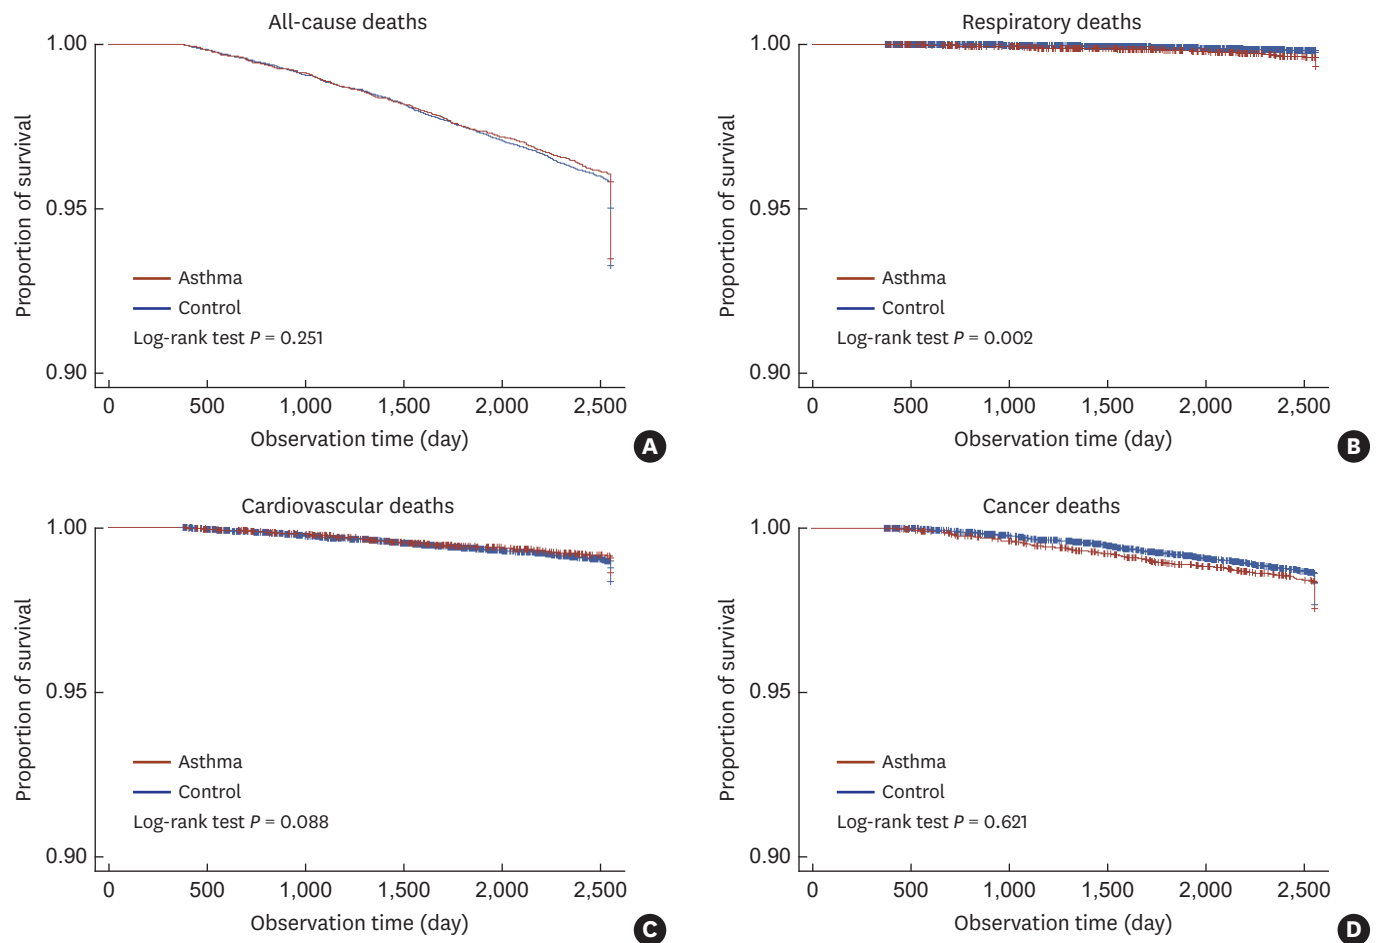 All-cause deaths
1.00
0.95
0.90
Proportion of survival
Asthma
Control
Log-rank test P = 0.251
0 500 1,000 1,500 2,000 2,500
Observation time (day)
A
Respiratory deaths
1.00
0.95
0.90
Proportion of survival
Asthma
Control
Log-rank test P = 0.002
0 500 1,000 1,500 2,000 2,500
Observation time (day)
B
Cardiovascular deaths
1.00
0.95
0.90
Proportion of survival
Asthma
Control
Log-rank test P = 0.088
0 500 1,000 1,500 2,000 2,500
Observation time (day)
C
Cancer deaths
1.00
0.95
0.90
Proportion of survival
Asthma
Control
Log-rank test P = 0.621
0 500 1,000 1,500 2,000 2,500
Observation time (day)
D